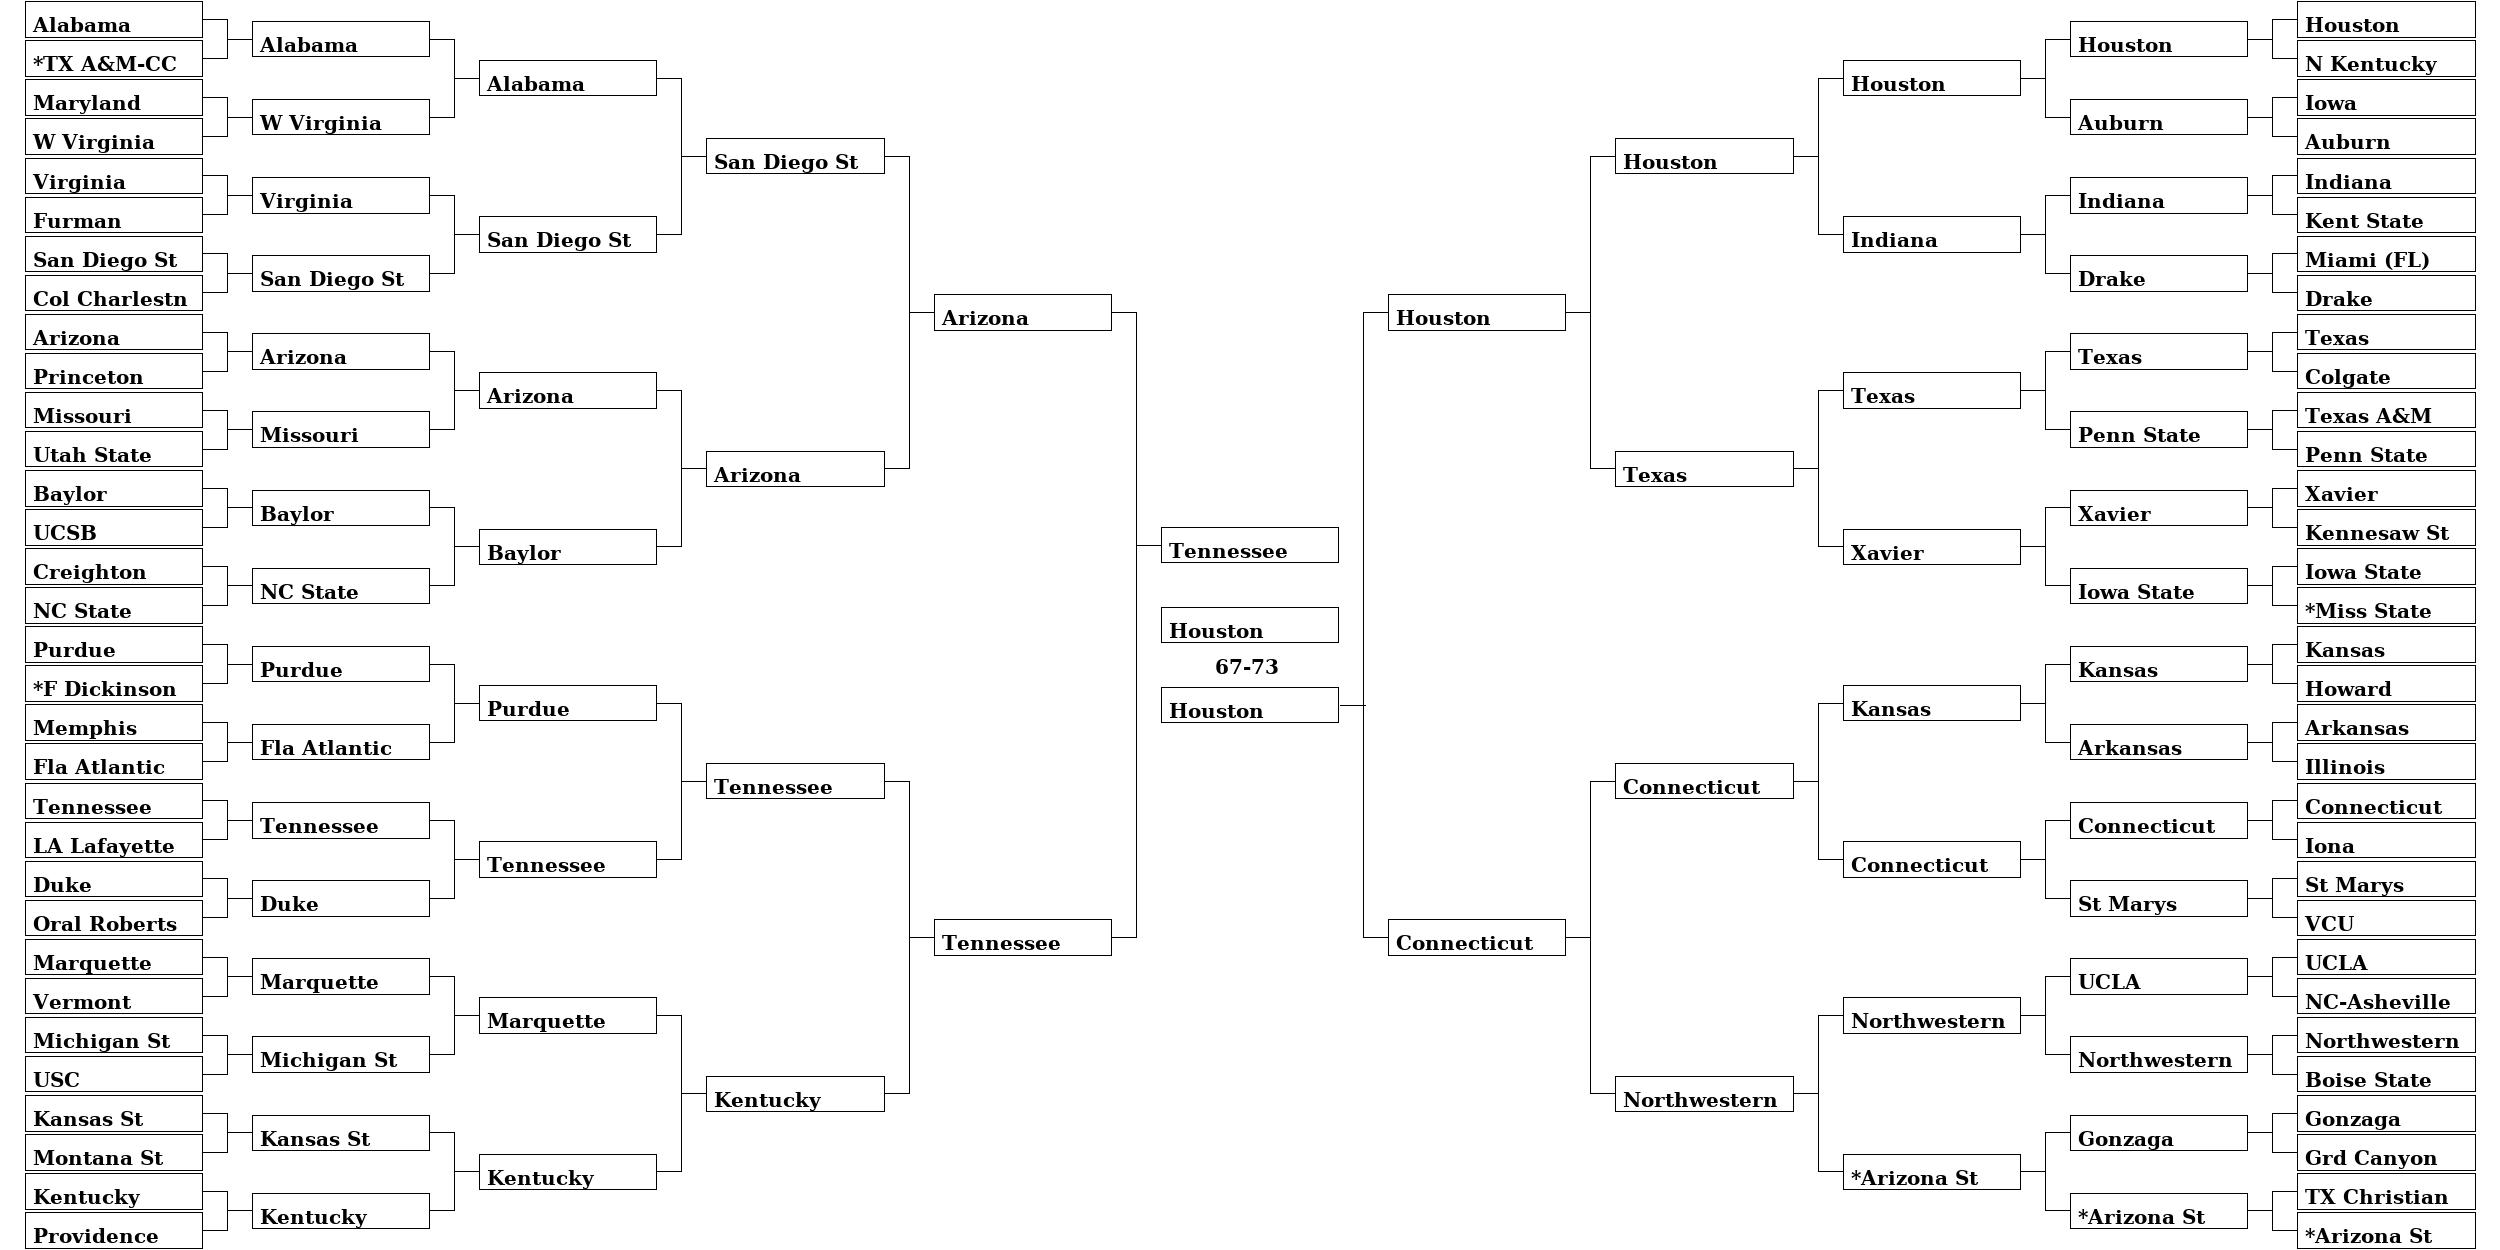 Alabama
*TX A&M-CC
Maryland
W Virginia
Virginia
Furman
San Diego St
Col Charlestn
Arizona
Princeton
Missouri
Utah State
Baylor
UCSB
Creighton
NC State
Purdue
*F Dickinson
Memphis
Fla Atlantic
Tennessee
LA Lafayette
Duke
Oral Roberts
Marquette
Vermont
Michigan St
USC
Kansas St
Montana St
Kentucky
Providence
Alabama
W Virginia
Virginia
San Diego St
Arizona
Missouri
Baylor
NC State
Purdue
Fla Atlantic
Tennessee
Duke
Marquette
Michigan St
Kansas St
Kentucky
Alabama
San Diego St
Arizona
Baylor
Purdue
Tennessee
Marquette
Kentucky
San Diego St
Arizona
Tennessee
Kentucky
Arizona
Tennessee
Tennessee
Houston
67-73
Houston
Houston
Connecticut
Houston
Texas
Connecticut
Northwestern
Houston
Indiana
Texas
Xavier
Kansas
Connecticut
Northwestern
*Arizona St
Houston
Auburn
Indiana
Drake
Texas
Penn State
Xavier
Iowa State
Kansas
Arkansas
Connecticut
St Marys
UCLA
Northwestern
Gonzaga
*Arizona St
Houston
N Kentucky
Iowa
Auburn
Indiana
Kent State
Miami (FL)
Drake
Texas
Colgate
Texas A&M
Penn State
Xavier
Kennesaw St
Iowa State
*Miss State
Kansas
Howard
Arkansas
Illinois
Connecticut
Iona
St Marys
VCU
UCLA
NC-Asheville
Northwestern
Boise State
Gonzaga
Grd Canyon
TX Christian
*Arizona St